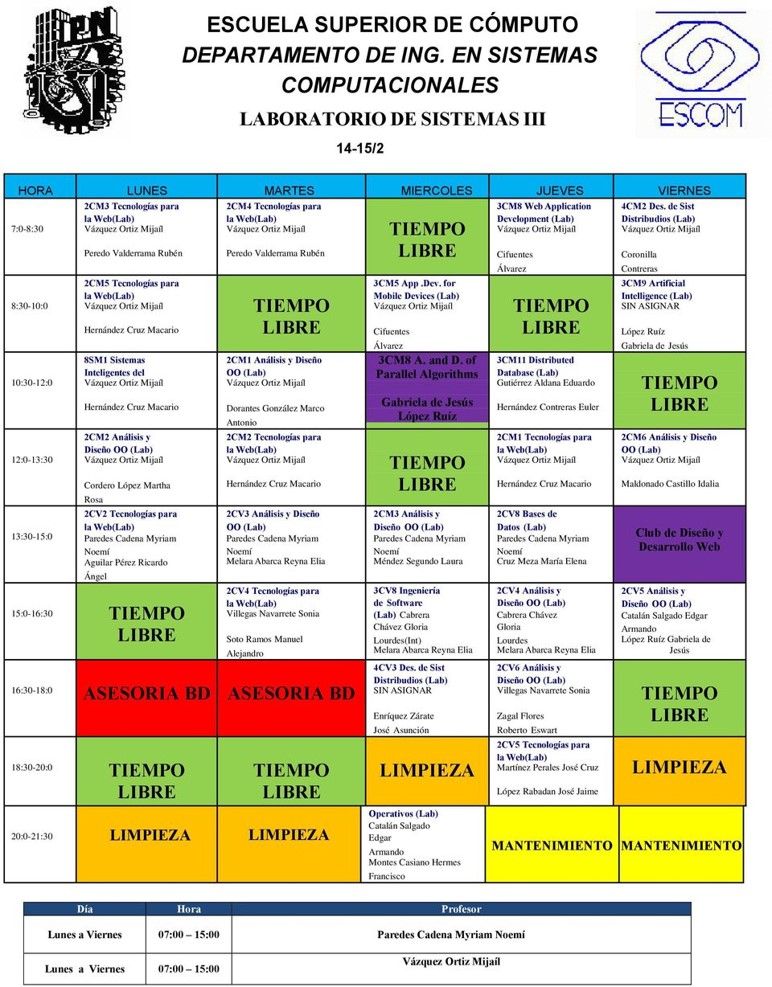 IPN
ESCUELA SUPERIOR DE CÓMPUTO
DEPARTAMENTO DE ING. EN SISTEMAS
COMPUTACIONALES
LABORATORIO DE SISTEMAS III
14-15/2
ESCOM
HORA LUNES MARTES MIERCOLES JUEVES VIERNES
7:0-8:30
2CM3 Tecnologías para
la Web(Lab)
Vázquez Ortiz Mijaíl
Peredo Valderrama Rubén
2CM4 Tecnologías para
la Web(Lab)
Vázquez Ortiz Mijaíl
Peredo Valderrama Rubén
TIEMPO
LIBRE
3CM8 Web Application
Development (Lab)
Vázquez Ortiz Mijaíl
Cifuentes
Álvarez
4CM2 Des. de Sist
Distribudios (Lab)
Vázquez Ortiz Mijaíl
Coronilla
Contreras
8:30-10:0
2CM5 Tecnologías para
la Web(Lab)
Vázquez Ortiz Mijaíl
Hernández Cruz Macario
TIEMPO
LIBRE
3CM5 App .Dev. for
Mobile Devices (Lab)
Vázquez Ortiz Mijaíl
Cifuentes
Álvarez
TIEMPO
LIBRE
3CM9 Artificial
Intelligence (Lab)
SIN ASIGNAR
López Ruíz
Gabriela de Jesús
10:30-12:0
8SM1 Sistemas
Inteligentes del
Vázquez Ortiz Mijaíl
Hernández Cruz Macario
2CM1 Análisis y Diseño
OO (Lab)
Vázquez Ortiz Mijaíl
Dorantes González Marco
Antonio
3CM8 A. and D. of
Parallel Algorithms
Gabriela de Jesús
López Ruíz
3CM11 Distributed
Database (Lab)
Gutiérrez Aldana Eduardo
Hernández Contreras Euler
TIEMPO
LIBRE
12:0-13:30
2CM2 Análisis y
Diseño OO (Lab)
Vázquez Ortiz Mijaíl
Cordero López Martha
Rosa
2CM2 Tecnologías para
la Web(Lab)
Vázquez Ortiz Mijaíl
Hernández Cruz Macario
TIEMPO
LIBRE
2CM1 Tecnologías para
la Web(Lab)
Vázquez Ortiz Mijaíl
Hernández Cruz Macario
2CM6 Análisis y Diseño
OO (Lab)
Vázquez Ortiz Mijaíl
Maldonado Castillo Idalia
13:30-15:0
2CV2 Tecnologías para
la Web(Lab)
Paredes Cadena Myriam
Noemí
Aguilar Pérez Ricardo
Ángel
2CV3 Análisis y Diseño
OO (Lab)
Paredes Cadena Myriam
Noemí
Melara Abarca Reyna Elia
2CM3 Análisis y
Diseño OO (Lab)
Paredes Cadena Myriam
Noemí
Méndez Segundo Laura
2CV8 Bases de
Datos (Lab)
Paredes Cadena Myriam
Noemí
Cruz Meza María Elena
Club de Diseño y
Desarrollo Web
15:0-16:30
TIEMPO
LIBRE
2CV4 Tecnologías para
la Web(Lab)
Villegas Navarrete Sonia
Soto Ramos Manuel
Alejandro
3CV8 Ingeniería
de Software
(Lab) Cabrera
Chávez Gloria
Lourdes(Int)
Melara Abarca Reyna Elia
2CV4 Análisis y
Diseño OO (Lab)
Cabrera Chávez
Gloria
Lourdes
Melara Abarca Reyna Elia
2CV5 Análisis y
Diseño OO (Lab)
Catalán Salgado Edgar
Armando
López Ruíz Gabriela de
Jesús
16:30-18:0
ASESORIA BD
ASESORIA BD
4CV3 Des. de Sist
Distribudios (Lab)
SIN ASIGNAR
Enríquez Zárate
José Asunción
2CV6 Análisis y
Diseño OO (Lab)
Villegas Navarrete Sonia
Zagal Flores
Roberto Eswart
TIEMPO
LIBRE
18:30-20:0
TIEMPO
LIBRE
TIEMPO
LIBRE
LIMPIEZA
2CV5 Tecnologías para
la Web(Lab)
Martínez Perales José Cruz
López Rabadan José Jaime
LIMPIEZA
20:0-21:30
LIMPIEZA
LIMPIEZA
Operativos (Lab)
Catalán Salgado
Edgar
Armando
Montes Casiano Hermes
Francisco
MANTENIMIENTO
MANTENIMIENTO
Día Hora Profesor
Lunes a Viernes 07:00 – 15:00 Paredes Cadena Myriam Noemí
Lunes a Viernes 07:00 – 15:00 Vázquez Ortiz Mijaíl